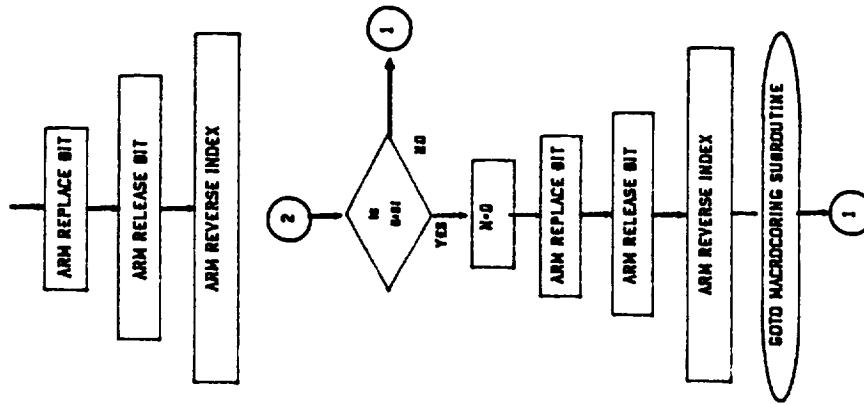 ARM REPLACE BIT
ARM RELEASE BIT
ARM REVERSE INDEX
2
1
NO
YES
N=0
ARM REPLACE BIT
ARM RELEASE BIT
ARM REVERSE INDEX
GOTO MACROCORING SUBROUTINE
1